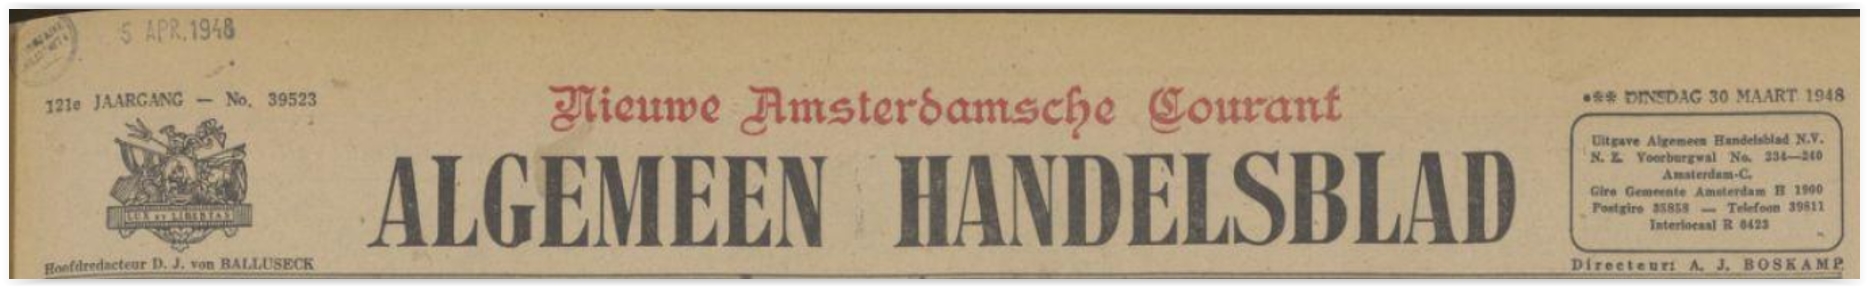 5 APR. 1948
121e JAARGANG — No. 39523
LUX ET LIBERTAS
Hoofdredacteur D. J. von BALLUSECK
Nieuwe Amsterdamsche Courant
ALGEMEEN HANDELSBLAD
•** DINSDAG 30 MAART 1948
Uitgave Algemeen Handelsblad N.V.
N. Z. Voorburgwal No. 234—240
Amsterdam-C.
Giro Gemeente Amsterdam H 1900
Postgiro 35858 — Telefoon 39811
Interlocaal R 6423
Directeur: A. J. BOSKAMP